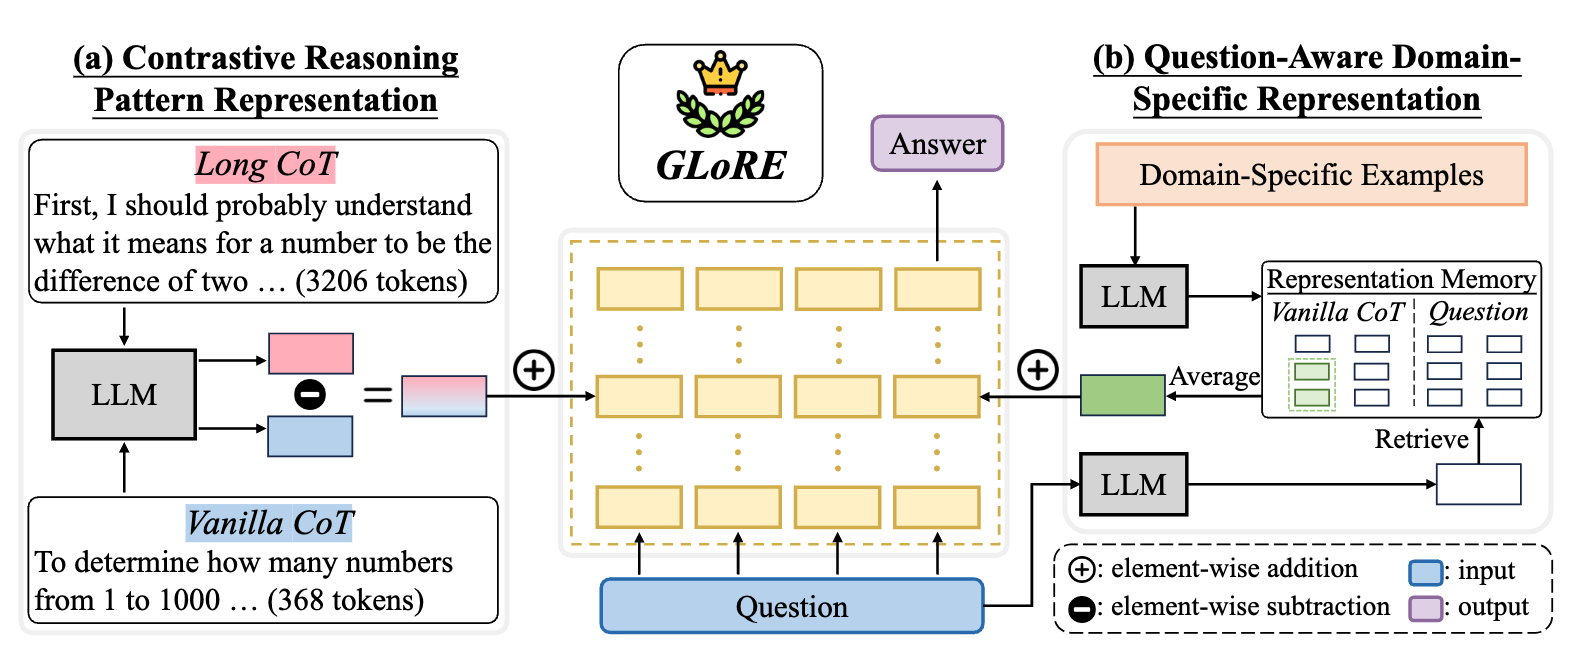 (a) Contrastive Reasoning
Pattern Representation
Long CoT
First, I should probably understand
what it means for a number to be the
difference of two … (3206 tokens)
LLM
Vanilla CoT
To determine how many numbers
from 1 to 1000 … (368 tokens)
GLoRE
Answer
Question
(b) Question-Aware Domain-
Specific Representation
Domain-Specific Examples
LLM
Representation Memory
Vanilla CoT Question
Average
Retrieve
LLM
: element-wise addition
: element-wise subtraction
: input
: output